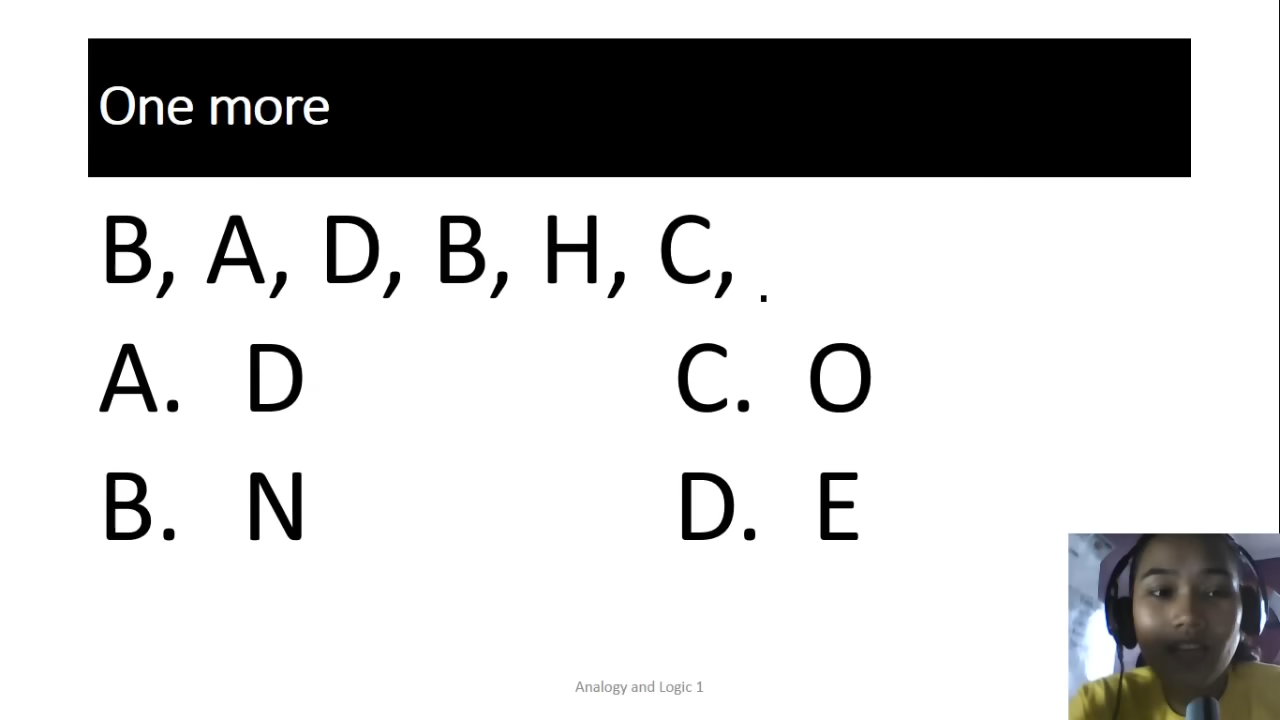 One more
B, A, D, B, H, C, .
A. D
C. O
B. N
D. E
Analogy and Logic 1